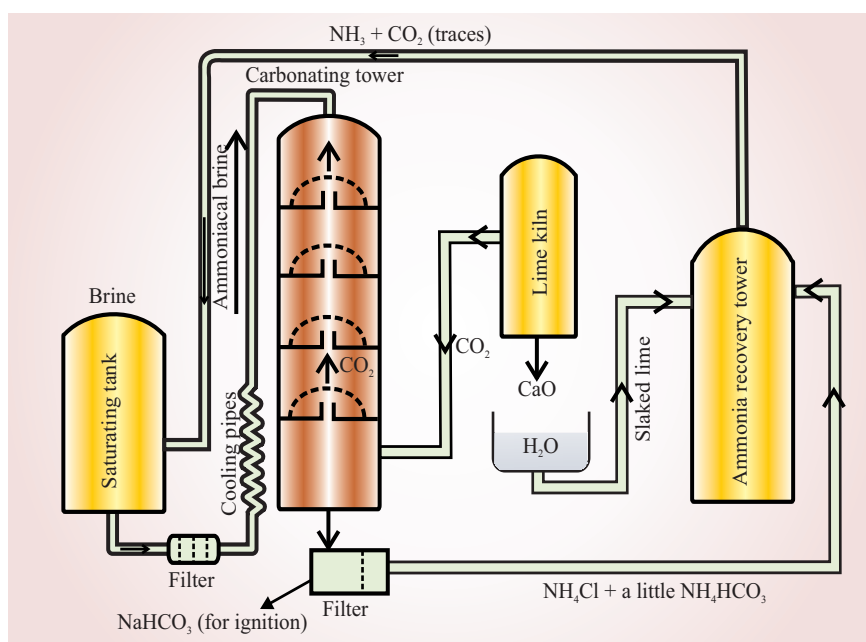 NH₃ + CO₂ (traces)
Carbonating tower
Ammoniacal brine
Brine
Saturating tank
Cooling pipes
Filter
CO₂
Lime kiln
CO₂
CaO
H₂O
Slaked lime
Ammonia recovery tower
NaHCO₃ (for ignition)
Filter
NH₄Cl + a little NH₄HCO₃